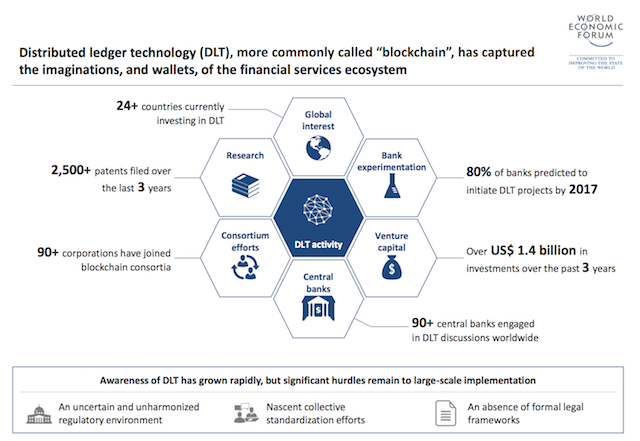 WORLD
ECONOMIC
FORUM
COMMITTED TO
IMPROVING THE STATE
OF THE WORLD
Distributed ledger technology (DLT), more commonly called “blockchain”, has captured
the imaginations, and wallets, of the financial services ecosystem
24+ countries currently
investing in DLT
Global
interest
Research
Bank
experimentation
2,500+ patents filed over
the last 3 years
80% of banks predicted to
initiate DLT projects by 2017
DLT activity
Consortium
efforts
Venture
capital
90+ corporations have joined
blockchain consortia
Over US$ 1.4 billion in
investments over the past 3 years
$
Central
banks
$
90+ central banks engaged
in DLT discussions worldwide
Awareness of DLT has grown rapidly, but significant hurdles remain to large-scale implementation
An uncertain and unharmonized
regulatory environment
Nascent collective
standardization efforts
An absence of formal legal
frameworks